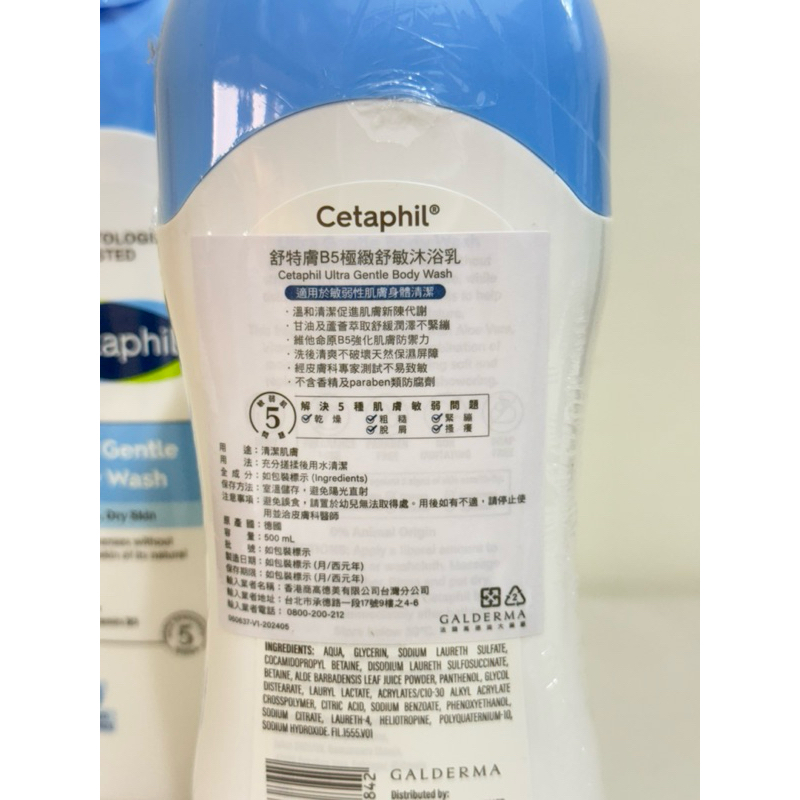 Cetaphil®
舒特膚B5極緻舒敏沐浴乳
Cetaphil Ultra Gentle Body Wash
適用於敏弱性肌膚身體清潔
· 溫和清潔促進肌膚新陳代謝
· 甘油及蘆薈萃取舒緩潤澤不緊繃
· 維他命原B5強化肌膚防禦力
· 洗後清爽不破壞天然保濕屏障
· 經皮膚科專家測試不易致敏
· 不含香精及paraben類防腐劑
5
解決5種肌膚敏弱問題
乾燥 粗糙 緊繃
脫屑 搔癢
用途：清潔肌膚
用法：充分搓揉後用水清潔
全成分：如包裝標示 (Ingredients)
保存方法：室溫儲存，避免陽光直射
注意事項：避免誤食，請置於幼兒無法取得處。用後如有不適，請停止使
用並洽皮膚科醫師
原產國：德國
容量：500 mL
批號：如包裝標示
製造日期：如包裝標示 (月/西元年)
保存期限：如包裝標示 (月/西元年)
輸入業者名稱：香港商高德美有限公司台灣分公司
輸入業者地址：台北市承德路一段17號9樓之4-6
輸入業者電話：0800-200-212
960637-V1-202405
GALDERMA
INGREDIENTS: AQUA, GLYCERIN, SODIUM LAURETH SULFATE,
COCAMIDOPROPYL BETAINE, DISODIUM LAURETH SULFOSUCCINATE,
BETAINE, ALOE BARBADENSIS LEAF JUICE POWDER, PANTHENOL, GLYCOL
DISTEARATE, LAURYL LACTATE, ACRYLATES/C10-30 ALKYL ACRYLATE
CROSSPOLYMER, CITRIC ACID, SODIUM BENZOATE, PHENOXYETHANOL,
SODIUM CITRATE, LAURETH-4, HELIOTROPINE, POLYQUATERNIUM-10,
SODIUM HYDROXIDE. FIL.1555.V01
842
GALDERMA
Distributed by:
aphil
Gentle
Wash
Dry Skin
5